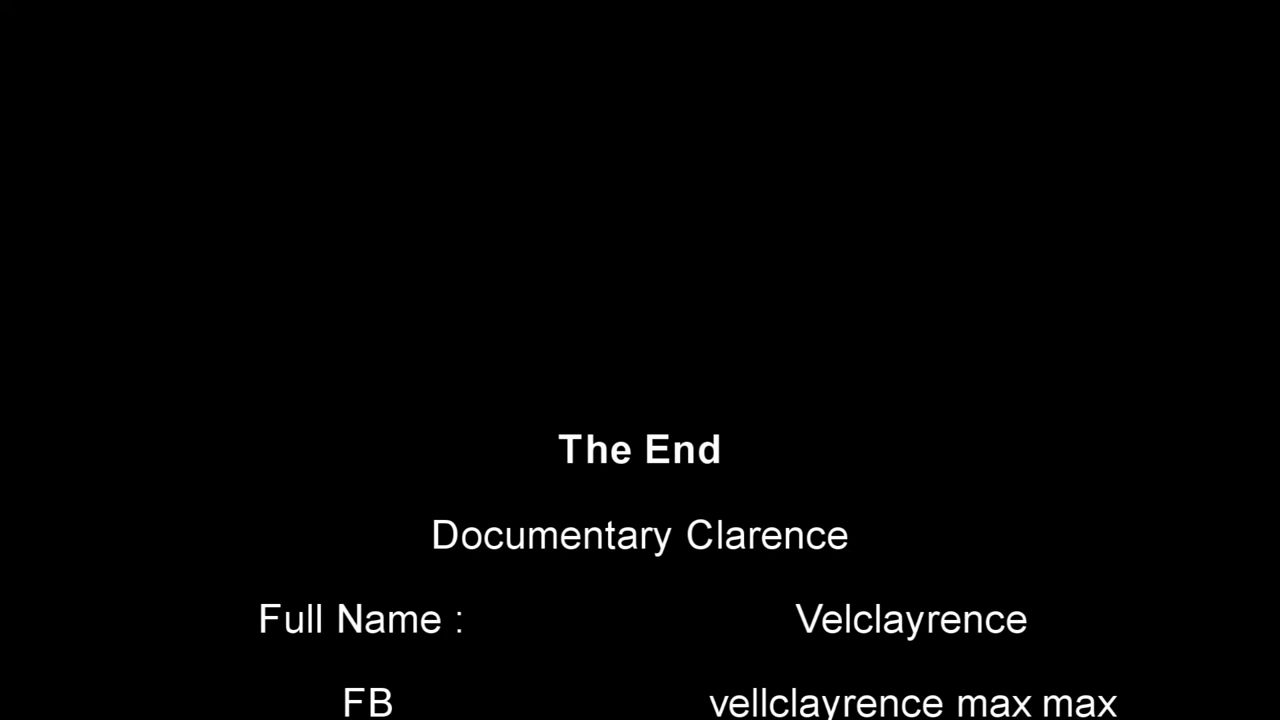 The End
Documentary Clarence
Full Name : Velclayrence
FB vellclayrence max max